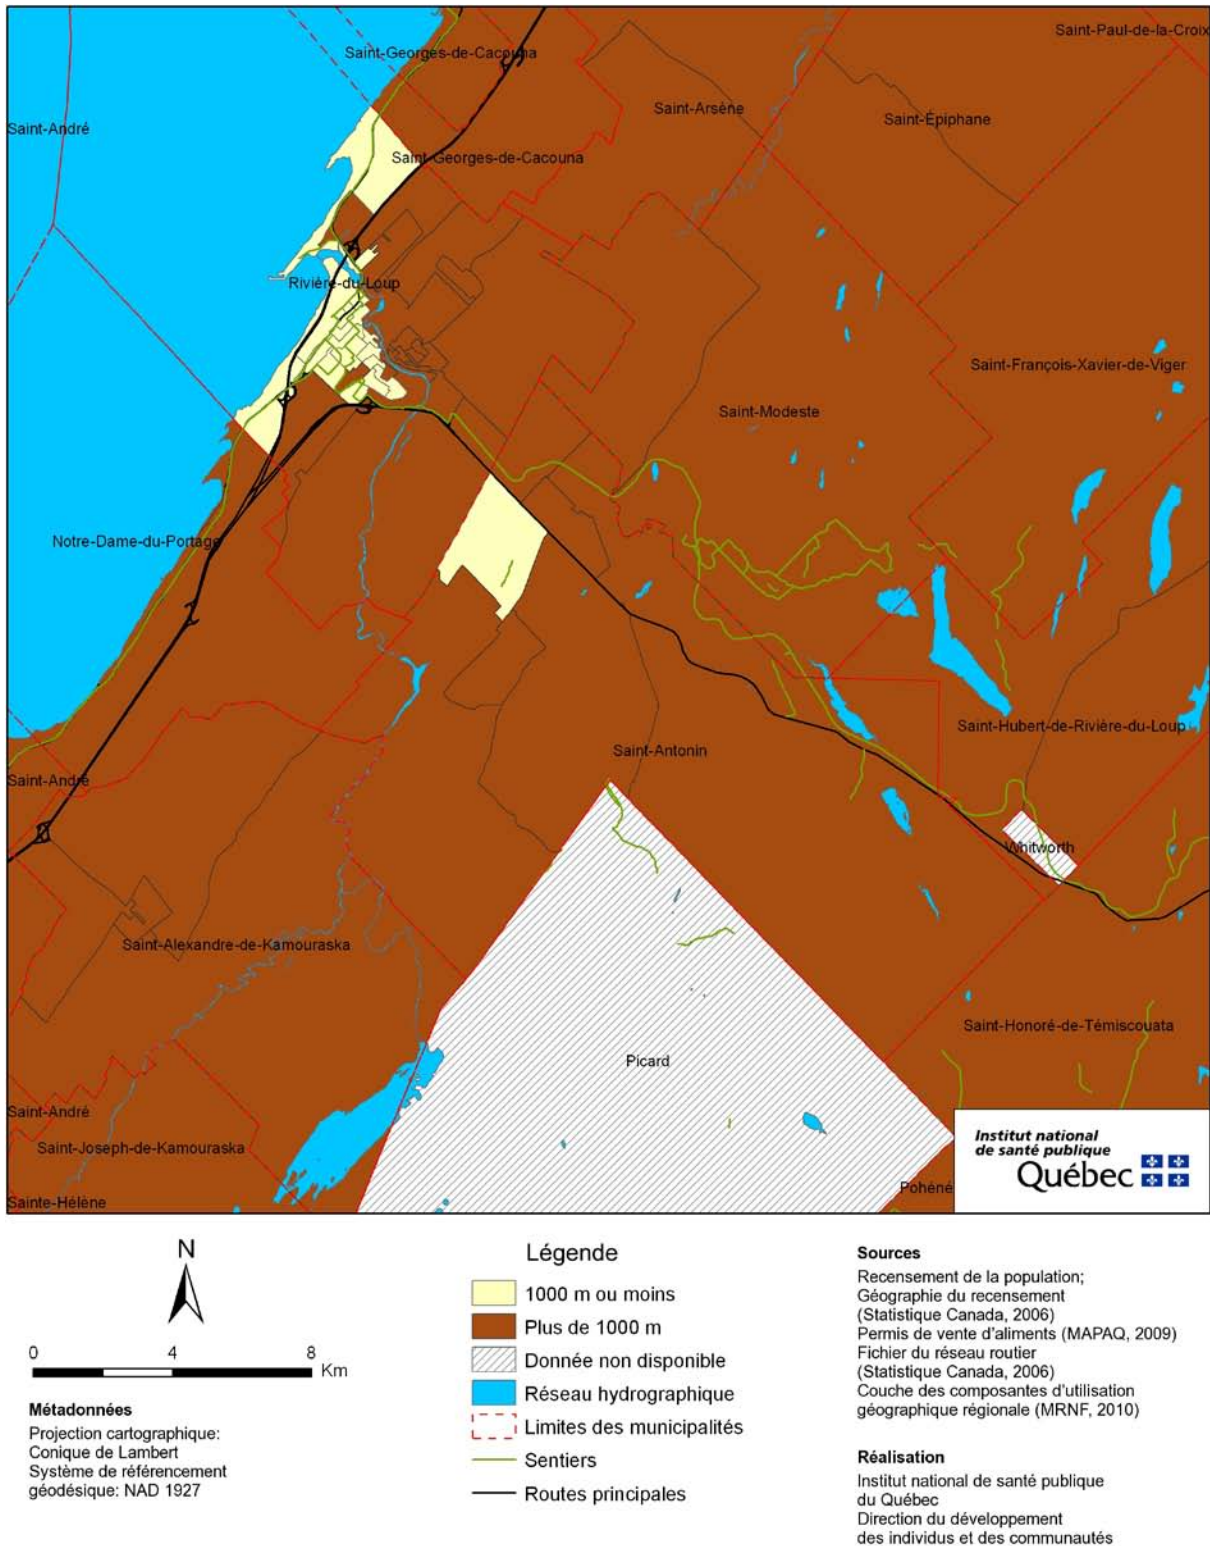 Saint-Paul-de-la-Croix
Saint-Georges-de-Cacouna
Saint-Arsène
Saint-Épiphane
Saint-André
Saint-Georges-de-Cacouna
Rivière-du-Loup
Saint-François-Xavier-de-Viger
Saint-Modeste
Notre-Dame-du-Portage
Saint-Hubert-de-Rivière-du-Loup
Saint-Antonin
Saint-André
Whitworth
Saint-Alexandre-de-Kamouraska
Saint-Honoré-de-Témiscouata
Picard
Saint-André
Saint-Joseph-de-Kamouraska
Pohéné
Sainte-Hélène
Institut national
de santé publique
Québec
N
0 4 8
Km
Métadonnées
Projection cartographique:
Conique de Lambert
Système de référencement
géodésique: NAD 1927
Légende
1000 m ou moins
Plus de 1000 m
Donnée non disponible
Réseau hydrographique
Limites des municipalités
Sentiers
Routes principales
Sources
Recensement de la population;
Géographie du recensement
(Statistique Canada, 2006)
Permis de vente d'aliments (MAPAQ, 2009)
Fichier du réseau routier
(Statistique Canada, 2006)
Couche des composantes d'utilisation
géographique régionale (MRNF, 2010)
Réalisation
Institut national de santé publique
du Québec
Direction du développement
des individus et des communautés